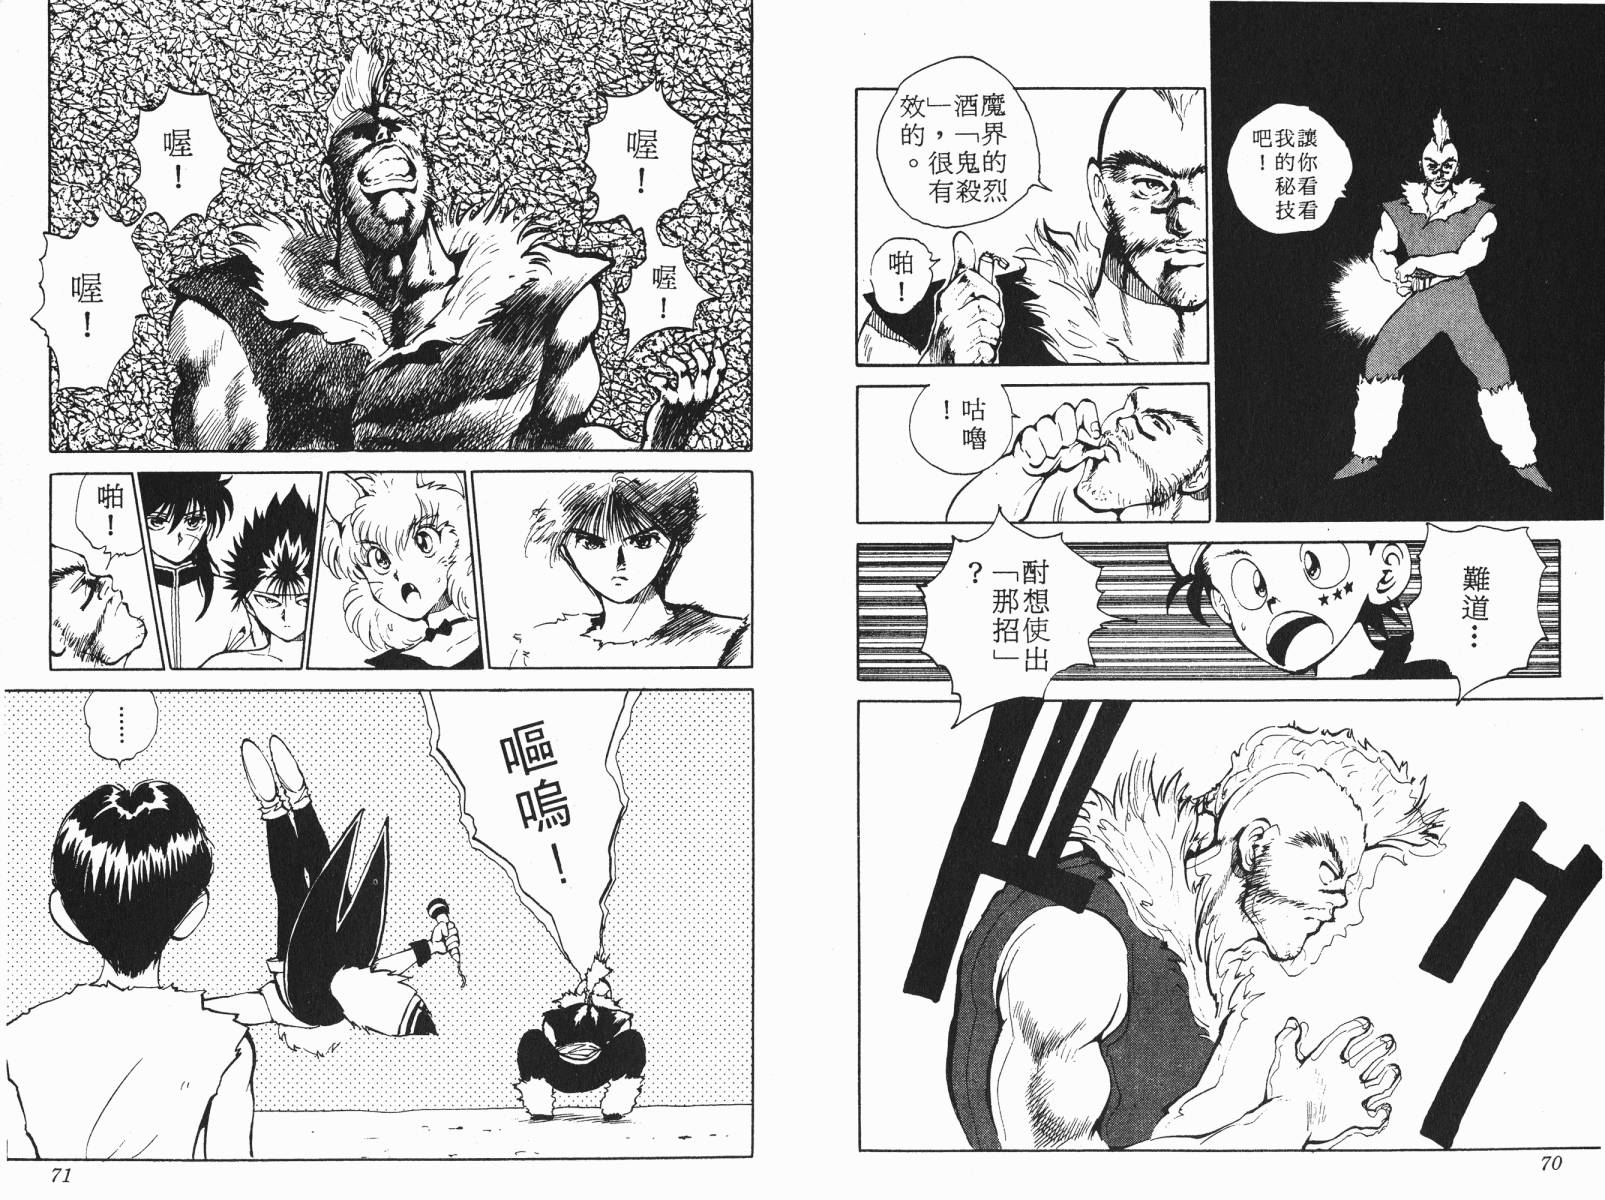 讓你看看
我的秘技
吧！
魔界的烈
酒「鬼殺
」，很有
效的。
啪！
咕嚕
！
難道…
酎想使出
「那招」
？
70
喔！
喔！
喔！
喔！
啪！
嘔嗚！
……
71